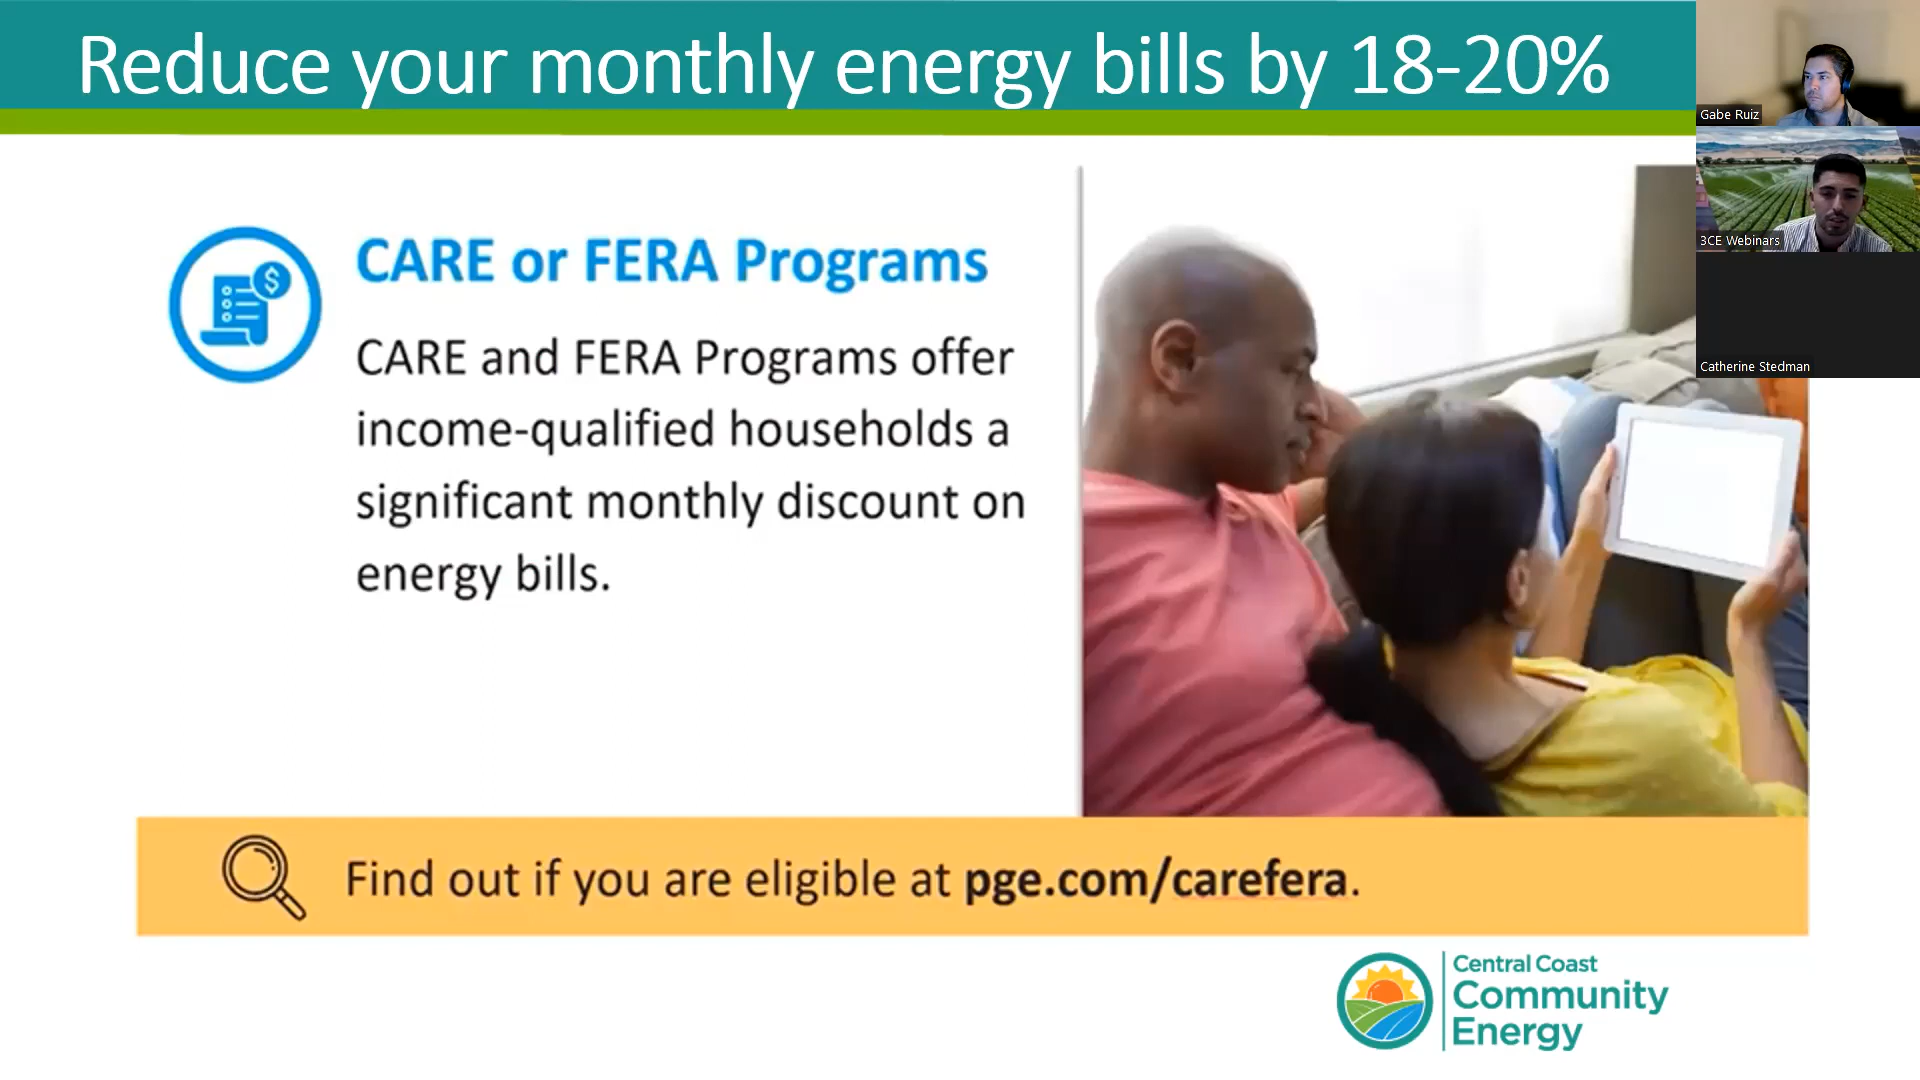 Reduce your monthly energy bills by 18-20%
Gabe Ruiz
3CE Webinars
Catherine Stedman
CARE or FERA Programs
CARE and FERA Programs offer
income-qualified households a
significant monthly discount on
energy bills.
$
Find out if you are eligible at pge.com/carefera.
Central Coast
Community
Energy